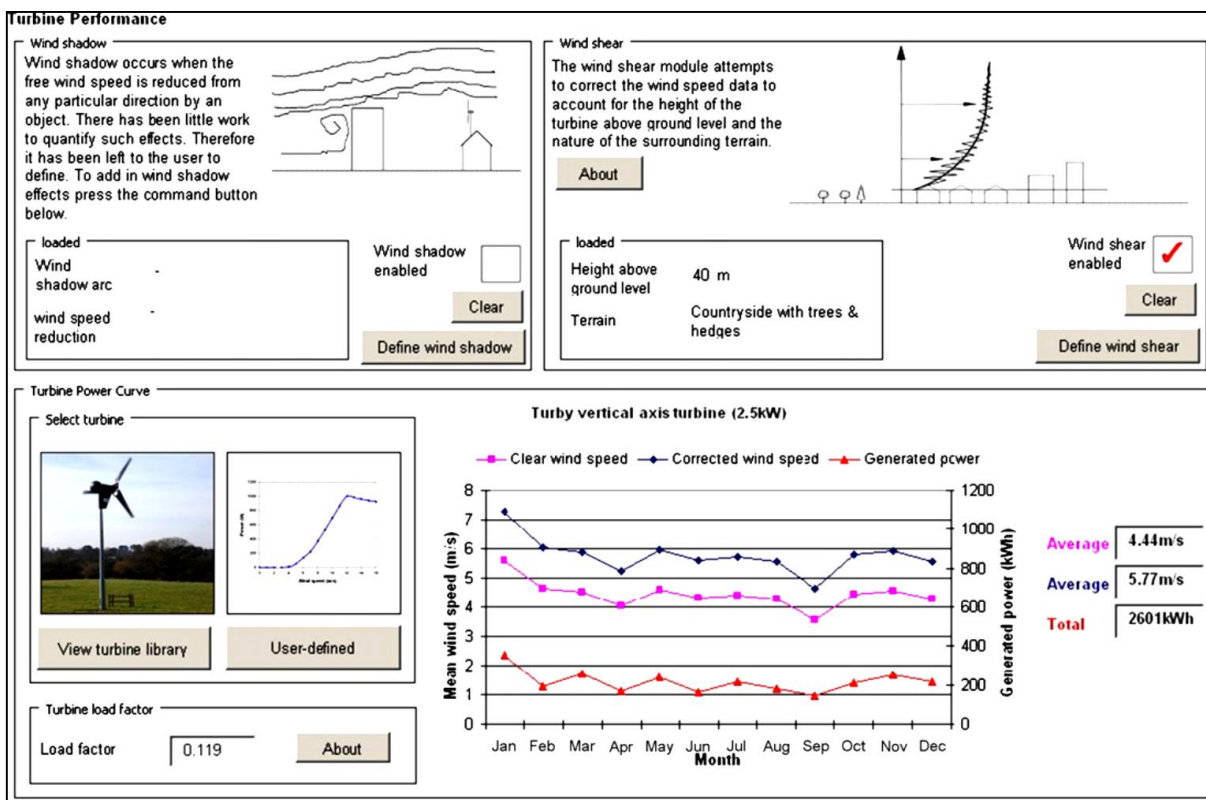 Turbine Performance
Wind shadow
Wind shadow occurs when the
free wind speed is reduced from
any particular direction by an
object. There has been little work
to quantify such effects. Therefore
it has been left to the user to
define. To add in wind shadow
effects press the command button
below.
loaded
Wind
shadow arc
-
wind speed
reduction
-
Wind shadow
enabled
Clear
Define wind shadow
Wind shear
The wind shear module attempts
to correct the wind speed data to
account for the height of the
turbine above ground level and the
nature of the surrounding terrain.
About
loaded
Height above
ground level
40 m
Terrain
Countryside with trees &
hedges
Wind shear
enabled
Clear
Define wind shear
Turbine Power Curve
Select turbine
View turbine library
User-defined
Turbine load factor
Load factor
0.119
About
Turby vertical axis turbine (2.5kW)
Clear wind speed
Corrected wind speed
Generated power
Mean wind speed (m/s)
8
7
6
5
4
3
2
1
0
Generated power (kWh)
1200
1000
800
600
400
200
0
Jan Feb Mar Apr May Jun Jul Aug Sep Oct Nov Dec
Month
Average 4.44m/s
Average 5.77m/s
Total 2601kWh